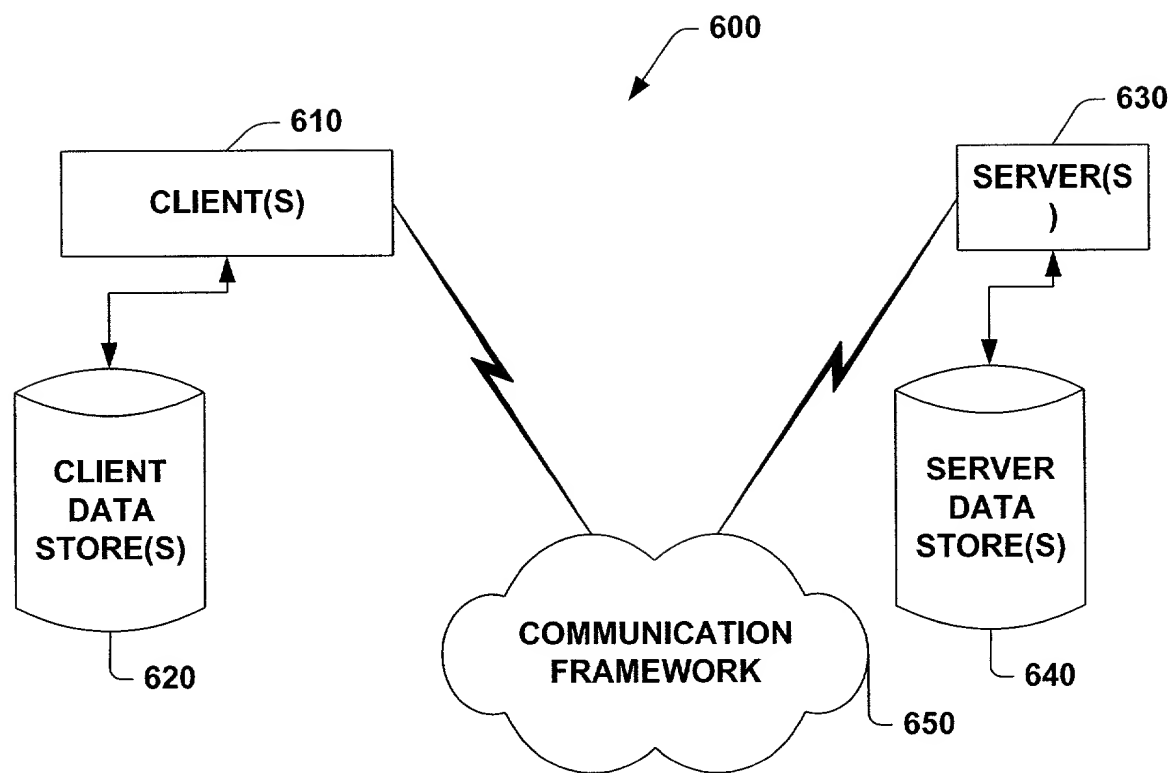 600
610
630
CLIENT(S)
SERVER(S
)
CLIENT
DATA
STORE(S)
SERVER
DATA
STORE(S)
COMMUNICATION
FRAMEWORK
620
640
650